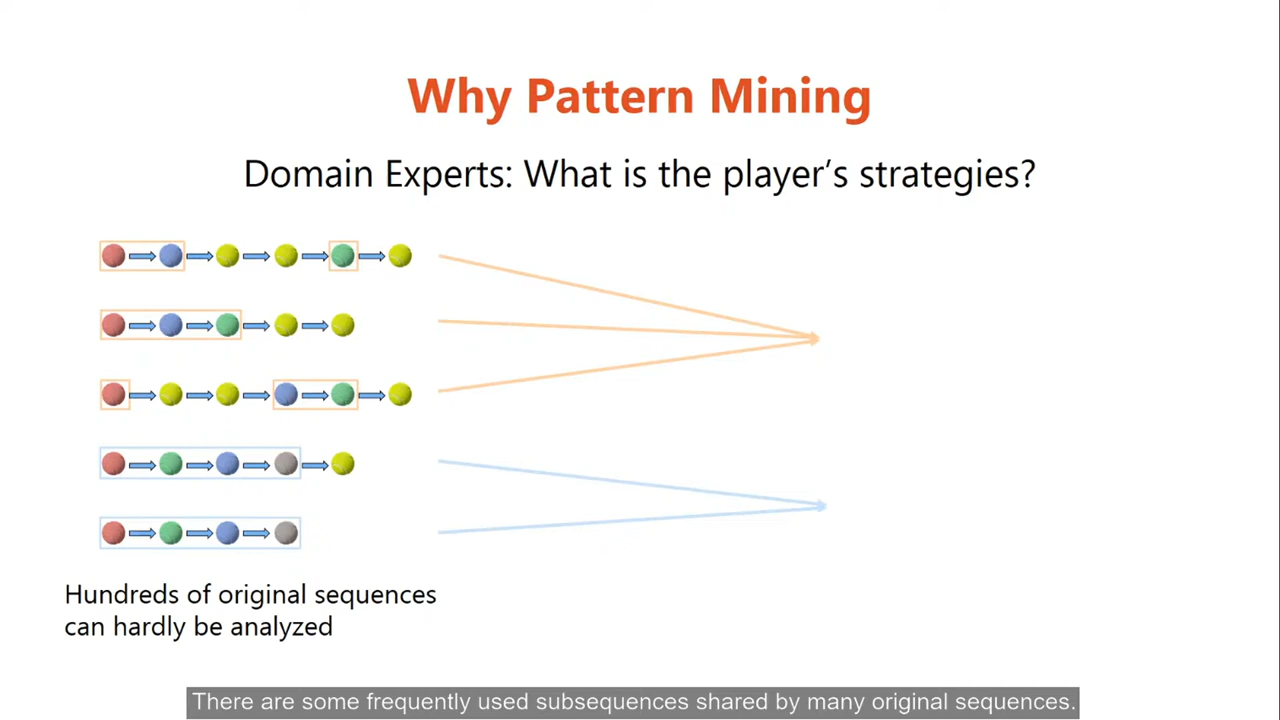 Why Pattern Mining
Domain Experts: What is the player’s strategies?
Hundreds of original sequences
can hardly be analyzed
There are some frequently used subsequences shared by many original sequences.